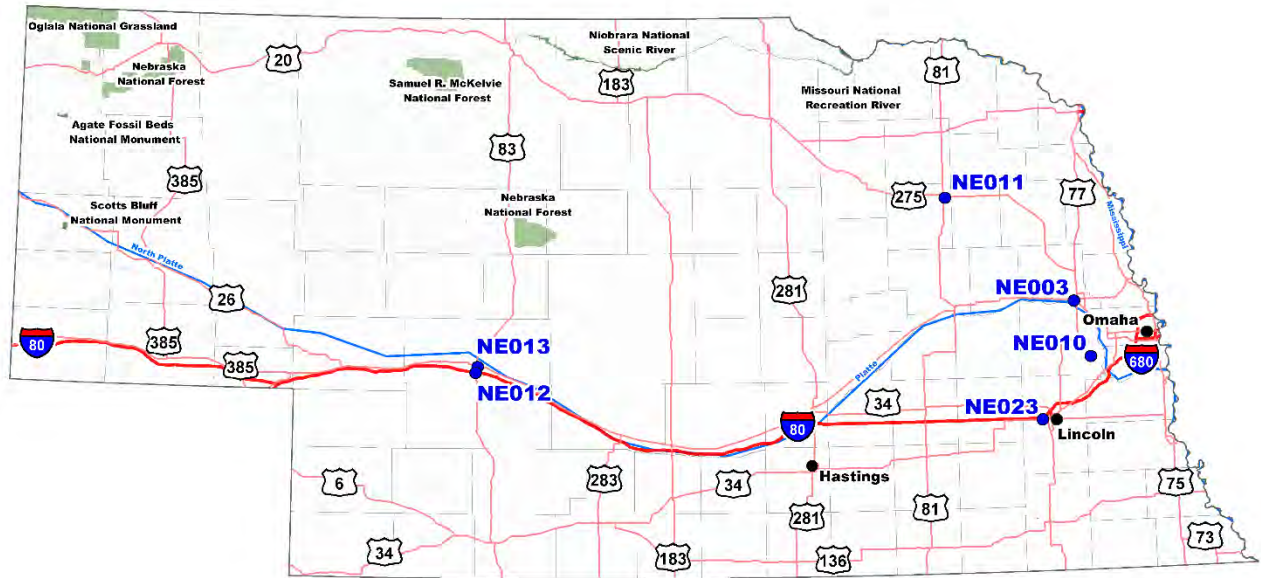 Oglala National Grassland
Nebraska
National Forest
20
Samuel R. McKelvie
National Forest
Niobrara National
Scenic River
183
81
Missouri National
Recreation River
Agate Fossil Beds
National Monument
83
385
275
NE011
77
Scotts Bluff
National Monument
Nebraska
National Forest
Mississippi
North Platte
26
281
NE003
Omaha
80
385
385
NE013
NE012
NE010
680
Platte
34
80
NE023
Lincoln
Hastings
6
283
34
81
75
281
73
34
183
136